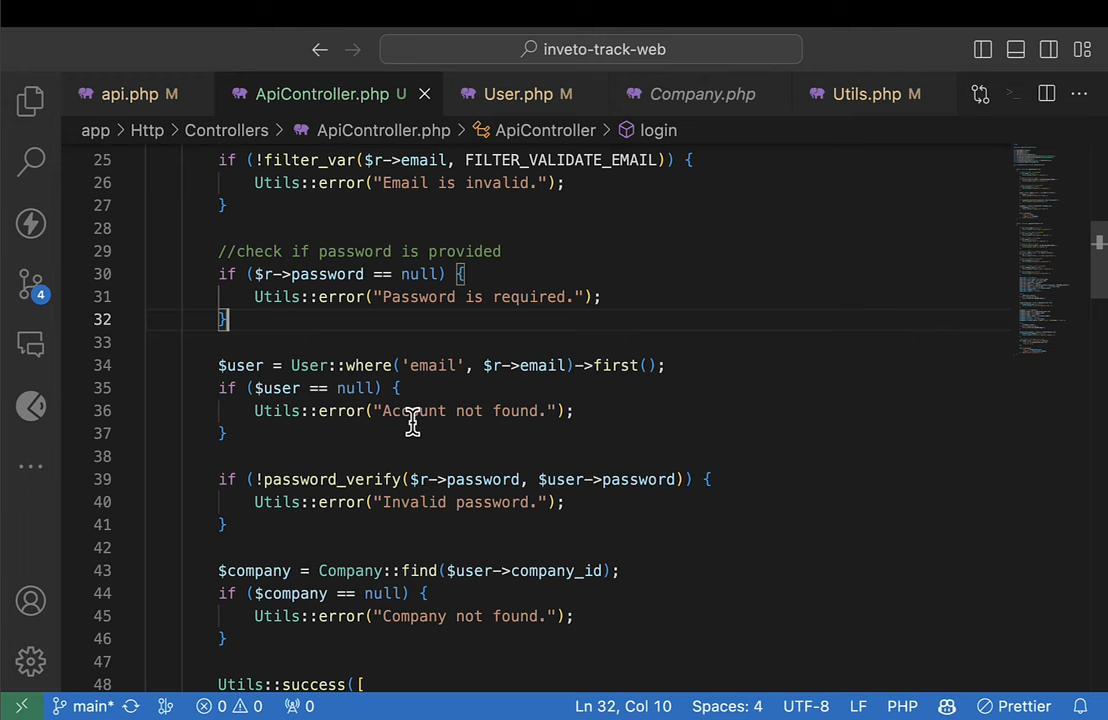 inveto-track-web
api.php M
ApiController.php U
User.php M
Company.php
Utils.php M
app > Http > Controllers > ApiController.php > ApiController > login
25 if (!filter_var($r->email, FILTER_VALIDATE_EMAIL)) {
26 Utils::error("Email is invalid.");
27 }
28
29 //check if password is provided
30 if ($r->password == null) {
31 Utils::error("Password is required.");
32 }
33
34 $user = User::where('email', $r->email)->first();
35 if ($user == null) {
36 Utils::error("Account not found.");
37 }
38
39 if (!password_verify($r->password, $user->password)) {
40 Utils::error("Invalid password.");
41 }
42
43 $company = Company::find($user->company_id);
44 if ($company == null) {
45 Utils::error("Company not found.");
46 }
47
48 Utils::success([
4
main* 0 0 0 Ln 32, Col 10 Spaces: 4 UTF-8 LF PHP Prettier